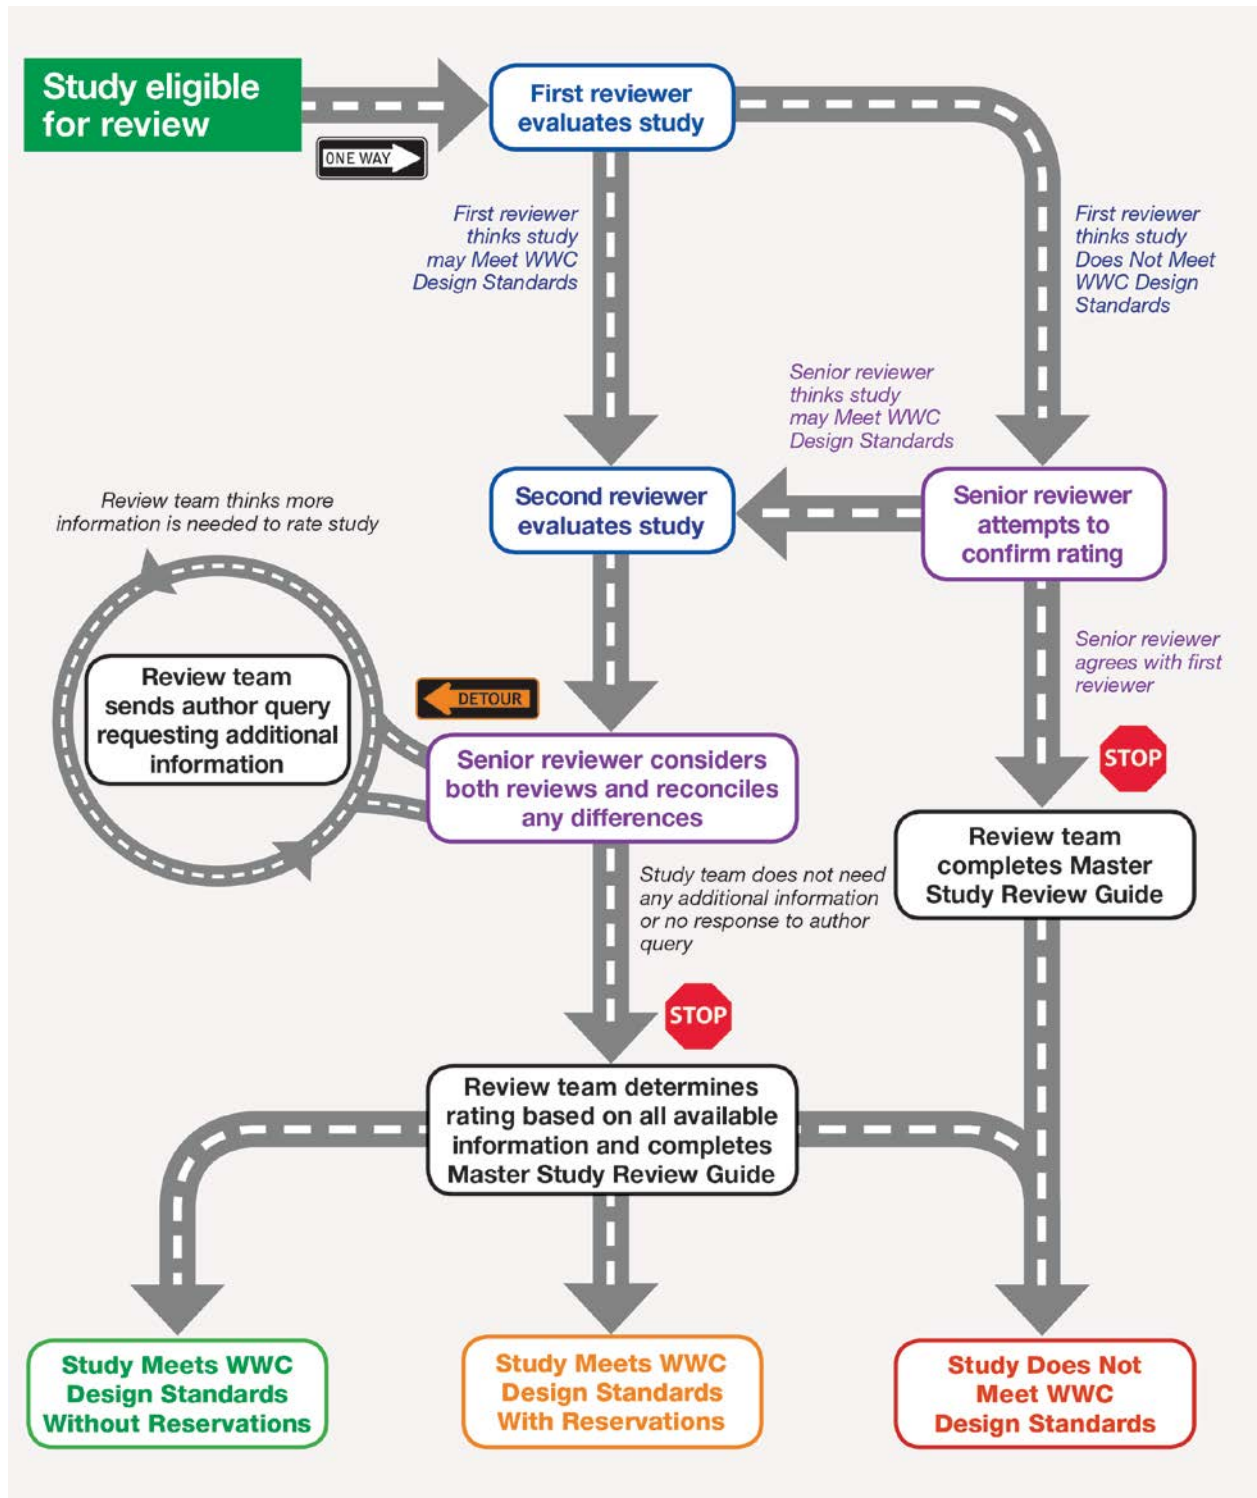 Study eligible
for review
ONE WAY
First reviewer
evaluates study
First reviewer
thinks study
may Meet WWC
Design Standards
First reviewer
thinks study
Does Not Meet
WWC Design
Standards
Senior reviewer
thinks study
may Meet WWC
Design Standards
Second reviewer
evaluates study
Senior reviewer
attempts to
confirm rating
Review team thinks more
information is needed to rate study
Review team
sends author query
requesting additional
information
DETOUR
Senior reviewer considers
both reviews and reconciles
any differences
Senior reviewer
agrees with first
reviewer
STOP
Review team
completes Master
Study Review Guide
Study team does not need
any additional information
or no response to author
query
STOP
Review team determines
rating based on all available
information and completes
Master Study Review Guide
Study Meets WWC
Design Standards
Without Reservations
Study Meets WWC
Design Standards
With Reservations
Study Does Not
Meet WWC
Design Standards